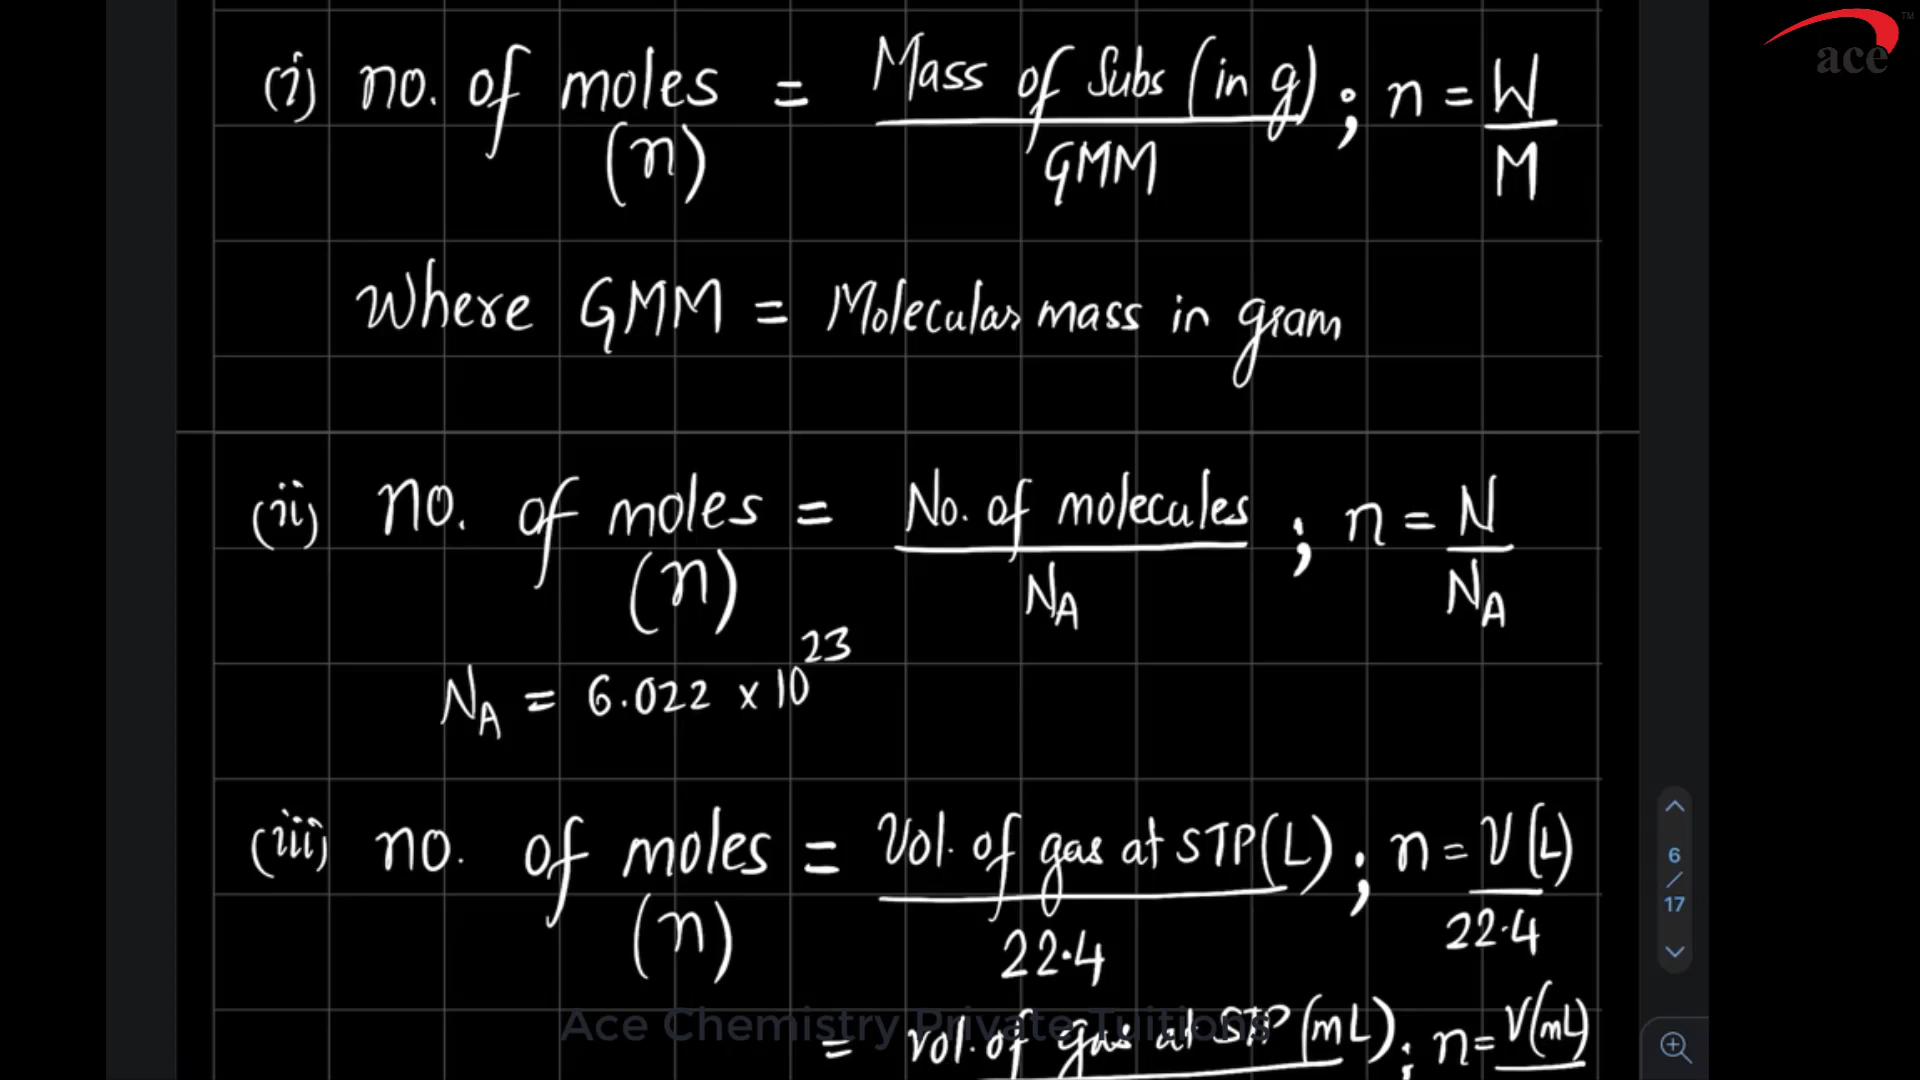 ace™
(i) no. of moles (n) = Mass of Subs (in g) / GMM ; n = W / M
Where GMM = Molecular mass in gram
(ii) no. of moles (n) = No. of molecules / NA ; n = N / NA
NA = 6.022 × 10^23
(iii) no. of moles (n) = Vol. of gas at STP (L) / 22.4 ; n = V(L) / 22.4
= vol. of gas at STP (mL) ; n = V(mL)
Ace Chemistry Private Tuitions
6
/
17